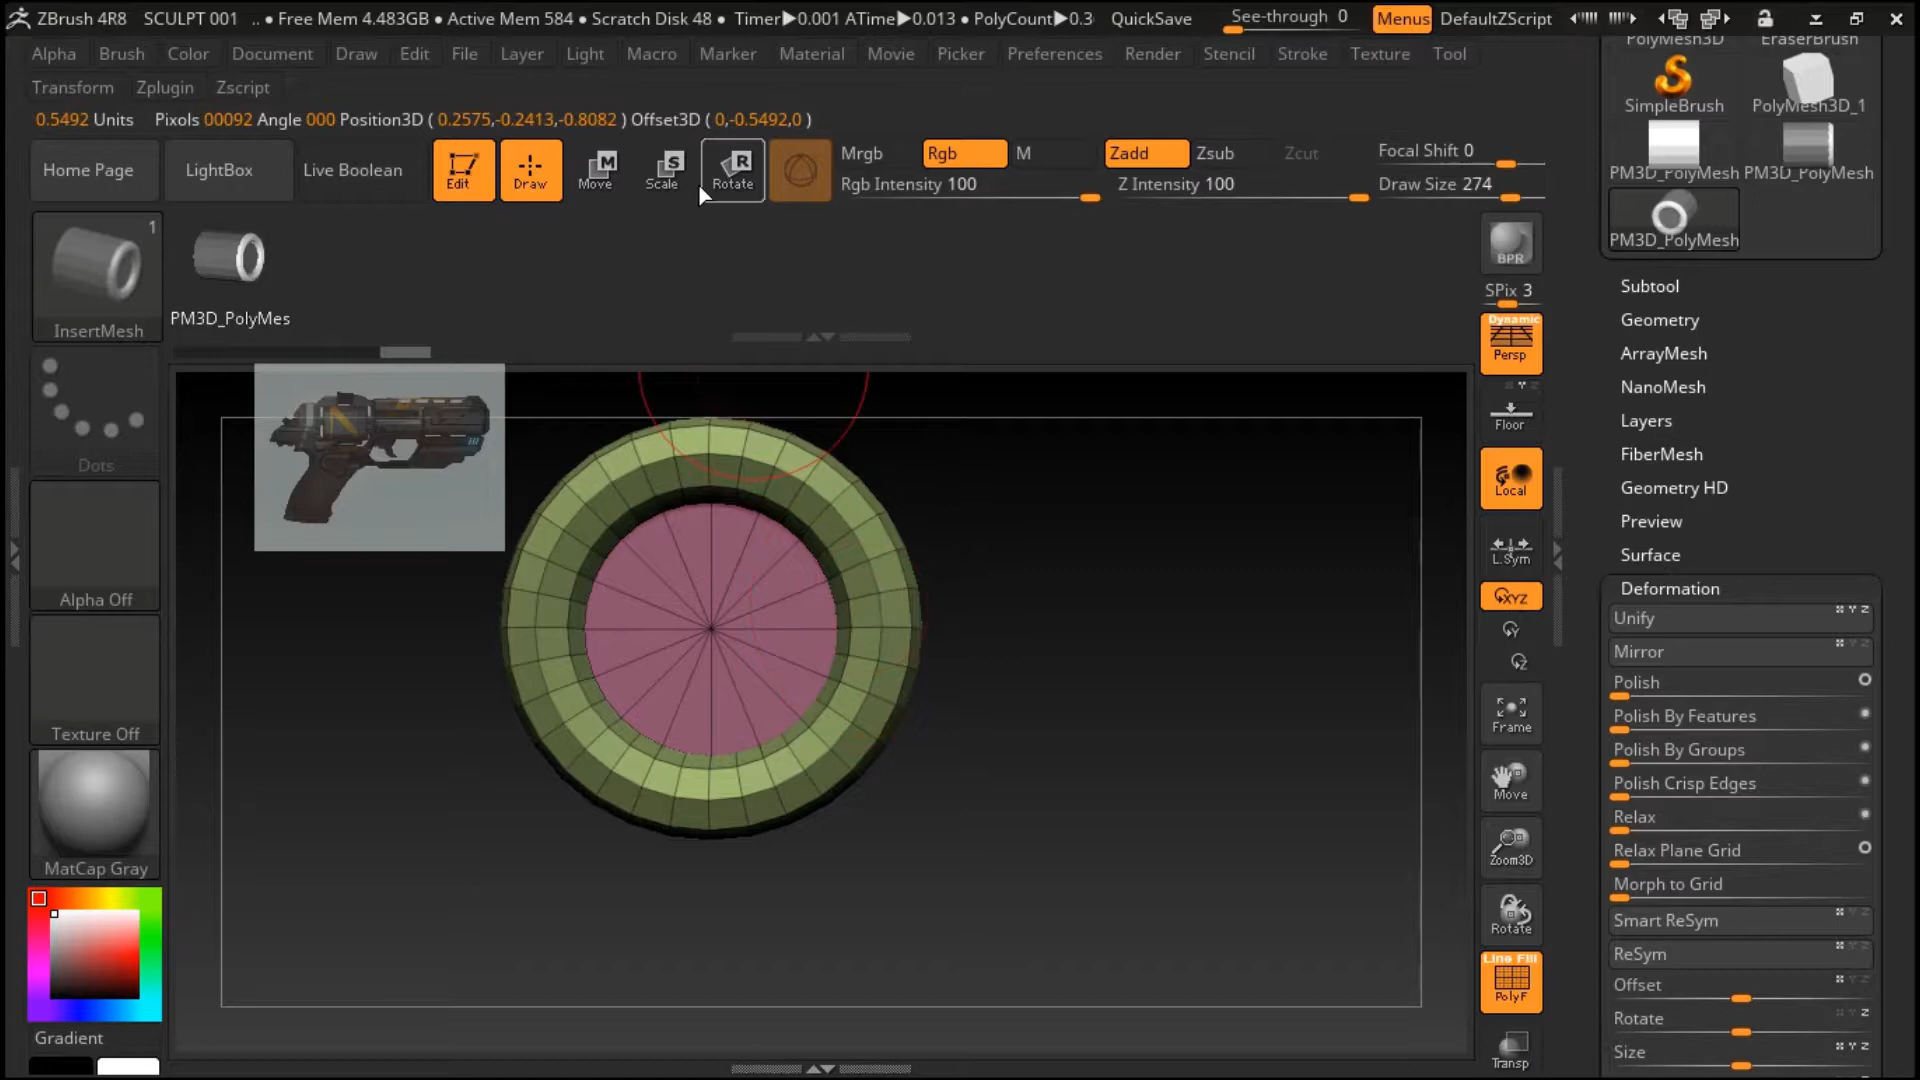 ZBrush 4R8 SCULPT 001 .. • Free Mem 4.483GB • Active Mem 584 • Scratch Disk 48 • Timer▶0.001 ATime▶0.013 • PolyCount▶0.3 QuickSave See-through 0 Menus DefaultZScript
Alpha Brush Color Document Draw Edit File Layer Light Macro Marker Material Movie Picker Preferences Render Stencil Stroke Texture Tool
Transform Zplugin Zscript
0.5492 Units Pixols 00092 Angle 000 Position3D ( 0.2575,-0.2413,-0.8082 ) Offset3D ( 0,-0.5492,0 )
Home Page LightBox Live Boolean Edit Draw Move Scale Rotate
M S R
Mrgb Rgb M Zadd Zsub Zcut Focal Shift 0
Rgb Intensity 100 Z Intensity 100 Draw Size 274
1
InsertMesh
PM3D_PolyMes
Dots
Alpha Off
Texture Off
MatCap Gray
Gradient
BPR
SPix 3
Dynamic
Persp
Floor
Local
L.Sym
XYZ
Y
Z
Frame
Move
Zoom3D
Rotate
Line Fill
PolyF
Transp
PolyMesh3D EraserBrush
SimpleBrush PolyMesh3D_1
PM3D_PolyMesh PM3D_PolyMesh
PM3D_PolyMesh
Subtool
Geometry
ArrayMesh
NanoMesh
Layers
FiberMesh
Geometry HD
Preview
Surface
Deformation
Unify
Mirror
Polish
Polish By Features
Polish By Groups
Polish Crisp Edges
Relax
Relax Plane Grid
Morph to Grid
Smart ReSym
ReSym
Offset
Rotate
Size